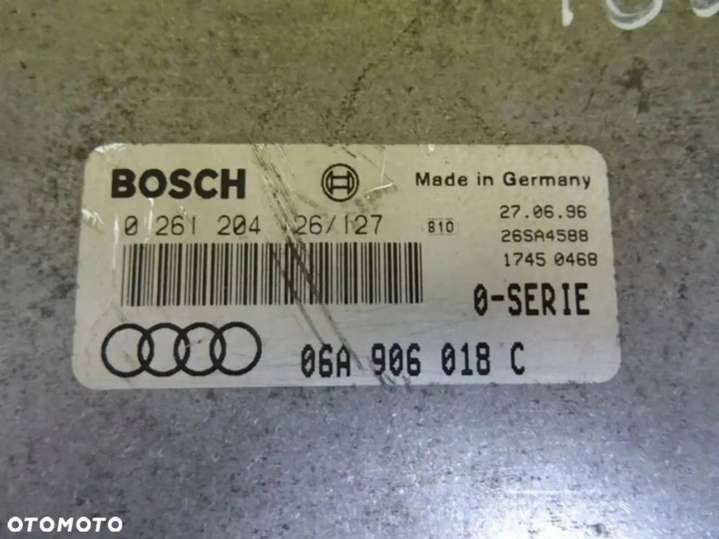 BOSCH Made in Germany
0 261 204 126/127 810 27.06.96
26SA4588
1745 0468
0-SERIE
06A 906 018 C
OTOMOTO